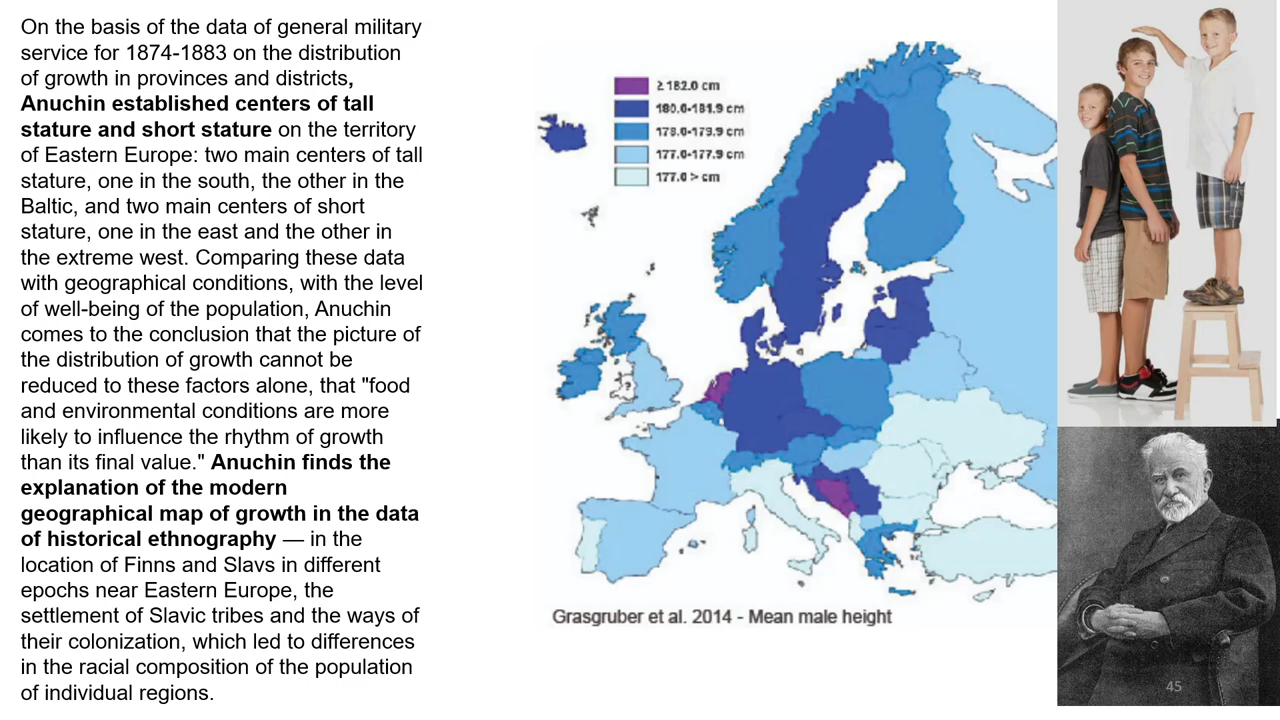 On the basis of the data of general military
service for 1874-1883 on the distribution
of growth in provinces and districts,
Anuchin established centers of tall
stature and short stature on the territory
of Eastern Europe: two main centers of tall
stature, one in the south, the other in the
Baltic, and two main centers of short
stature, one in the east and the other in
the extreme west. Comparing these data
with geographical conditions, with the level
of well-being of the population, Anuchin
comes to the conclusion that the picture of
the distribution of growth cannot be
reduced to these factors alone, that "food
and environmental conditions are more
likely to influence the rhythm of growth
than its final value." Anuchin finds the
explanation of the modern
geographical map of growth in the data
of historical ethnography — in the
location of Finns and Slavs in different
epochs near Eastern Europe, the
settlement of Slavic tribes and the ways of
their colonization, which led to differences
in the racial composition of the population
of individual regions.
≥ 182.0 cm
180.0-181.9 cm
178.0-179.9 cm
177.0-177.9 cm
177.0 > cm
?
Grasgruber et al. 2014 - Mean male height
45